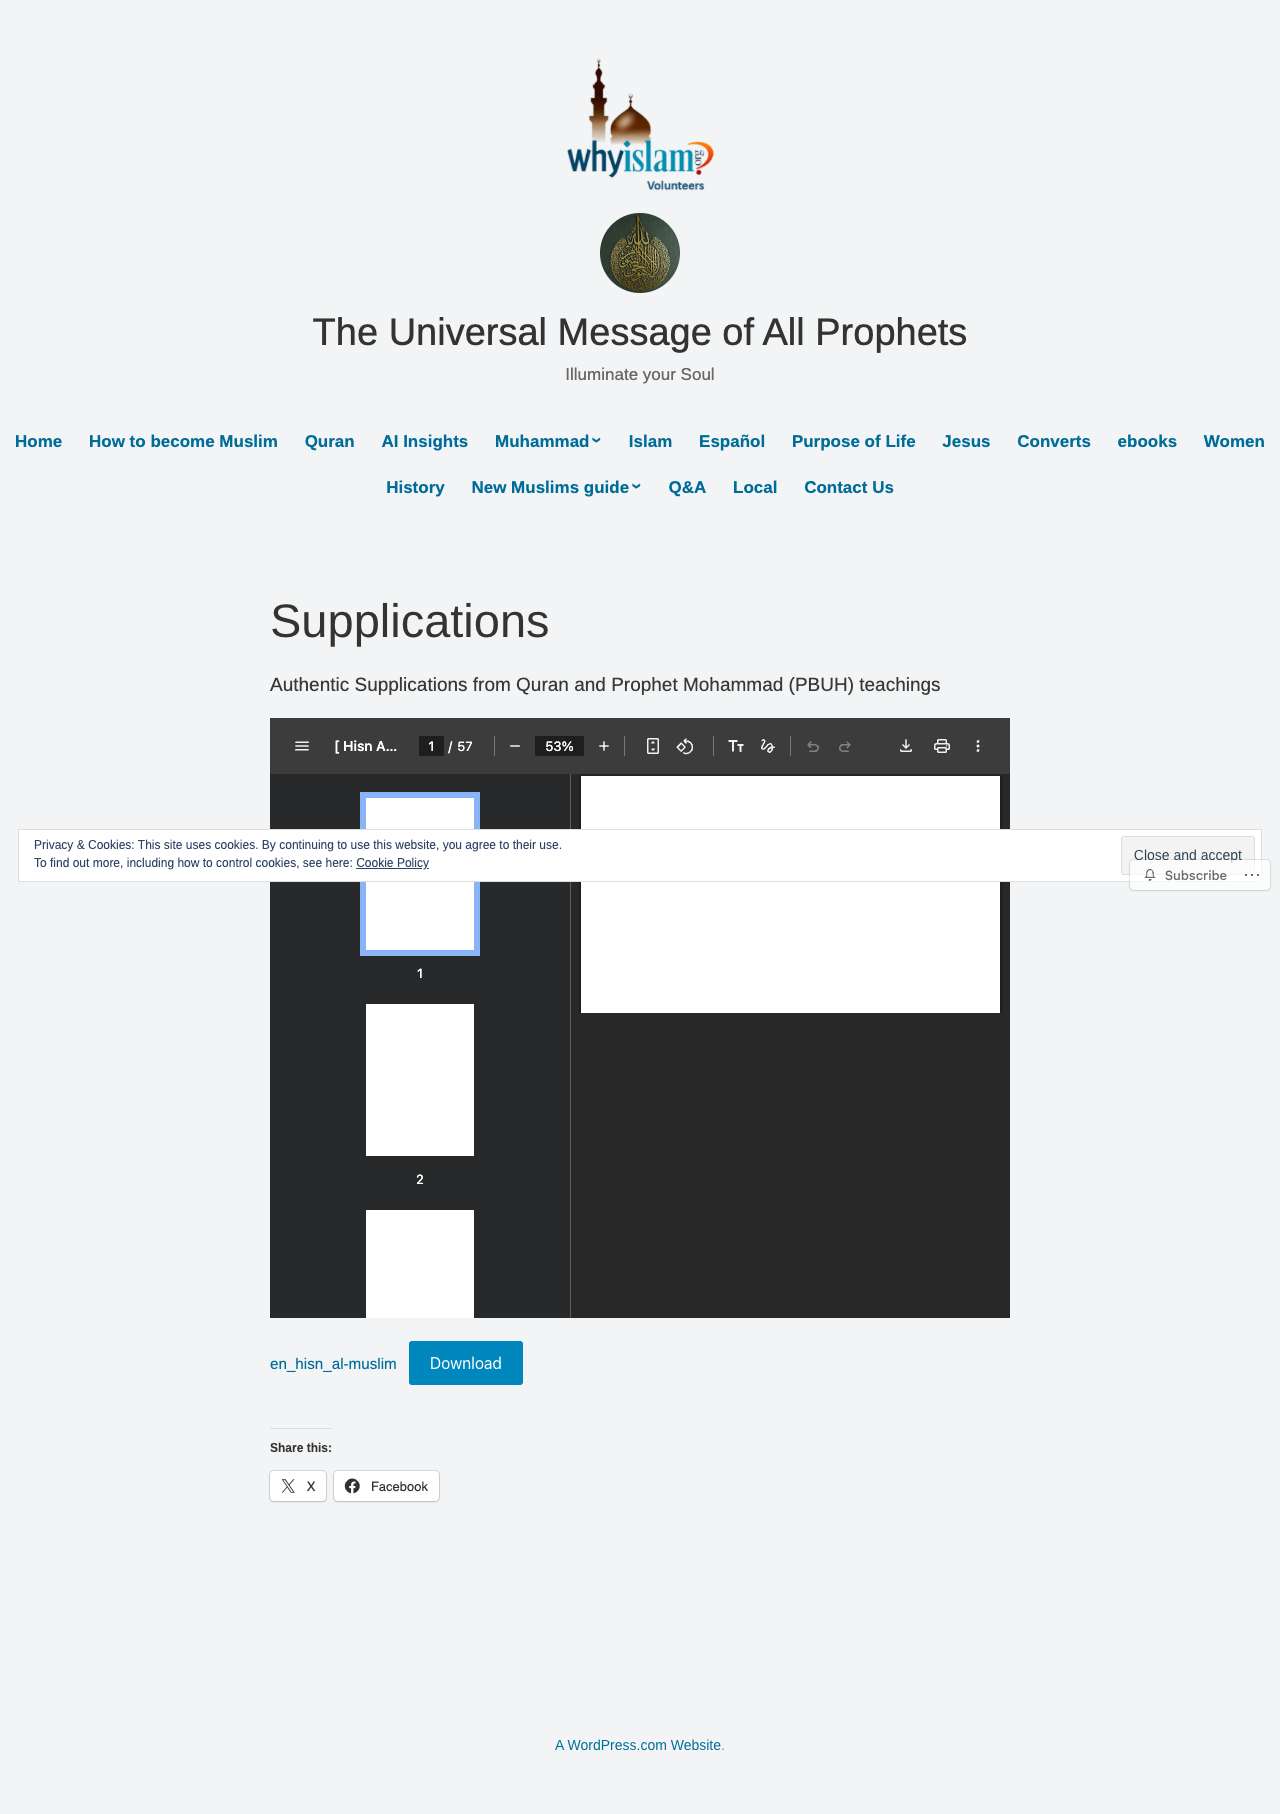 whyislam?
.org
Volunteers
The Universal Message of All Prophets
Illuminate your Soul
Home How to become Muslim Quran AI Insights Muhammad Islam Español Purpose of Life Jesus Converts ebooks Women
History New Muslims guide Q&A Local Contact Us
Supplications
Authentic Supplications from Quran and Prophet Mohammad (PBUH) teachings
[ Hisn A... 1 / 57 53%
Privacy & Cookies: This site uses cookies. By continuing to use this website, you agree to their use.
To find out more, including how to control cookies, see here: Cookie Policy
Close and accept
Subscribe
1
2
en_hisn_al-muslim Download
Share this:
X Facebook
A WordPress.com Website.